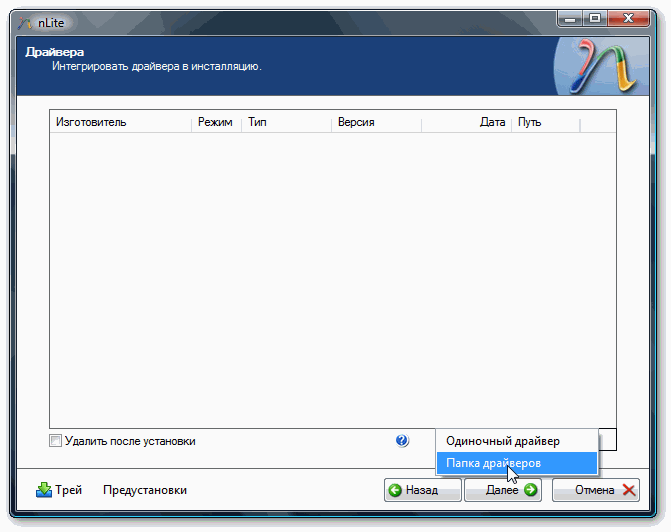 nLite
Драйвера
Интегрировать драйвера в инсталляцию.
Изготовитель Режим Тип Версия Дата Путь
Удалить после установки
Одиночный драйвер
Папка драйверов
Трей Предустановки Назад Далее Отмена